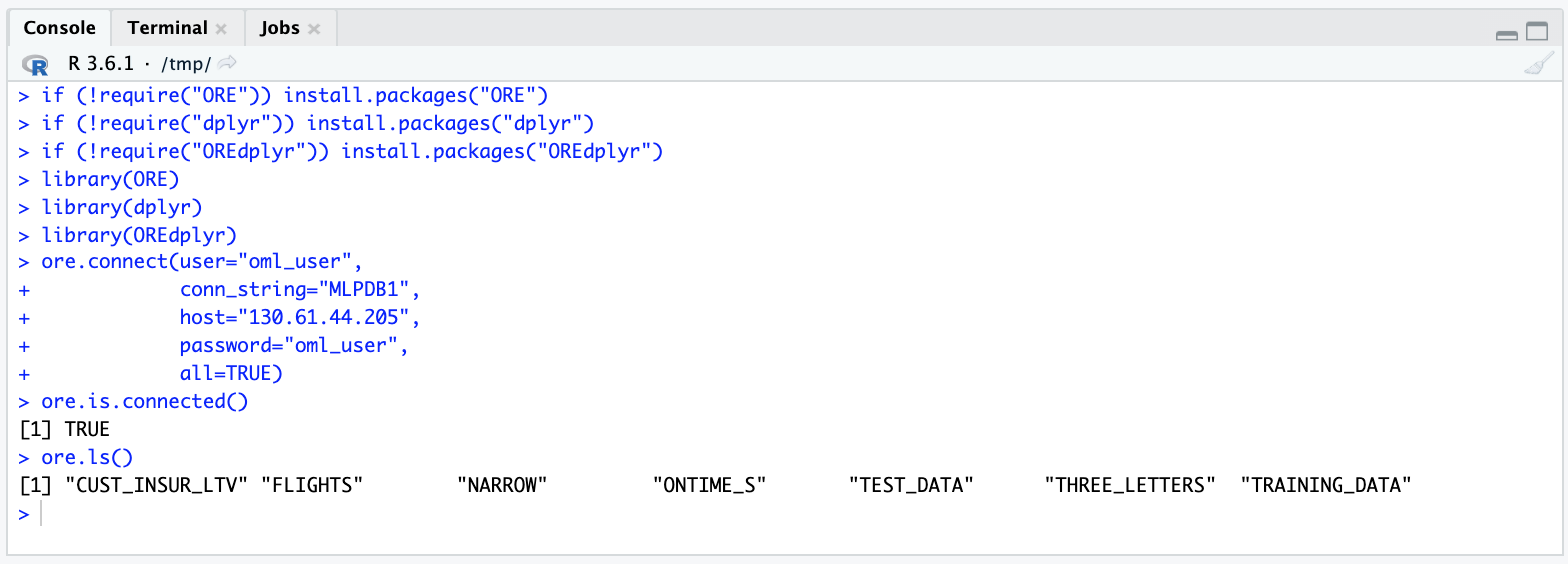 Console Terminal Jobs
R 3.6.1 · /tmp/
> if (!require("ORE")) install.packages("ORE")
> if (!require("dplyr")) install.packages("dplyr")
> if (!require("OREdplyr")) install.packages("OREdplyr")
> library(ORE)
> library(dplyr)
> library(OREdplyr)
> ore.connect(user="oml_user",
+             conn_string="MLPDB1",
+             host="130.61.44.205",
+             password="oml_user",
+             all=TRUE)
> ore.is.connected()
[1] TRUE
> ore.ls()
[1] "CUST_INSUR_LTV" "FLIGHTS"        "NARROW"         "ONTIME_S"       "TEST_DATA"      "THREE_LETTERS"  "TRAINING_DATA"
>